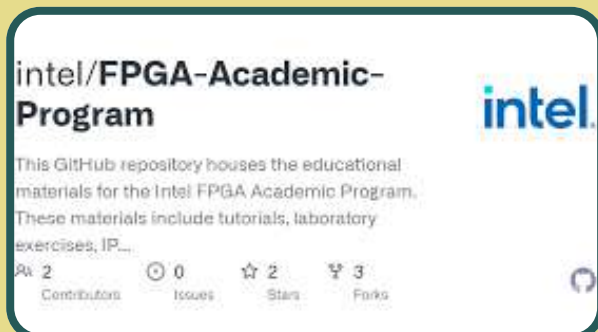 intel/FPGA-Academic-
Program
intel.
This GitHub repository houses the educational
materials for the Intel FPGA Academic Program.
These materials include tutorials, laboratory
exercises, IP...
2 0 2 3
Contributors Issues Stars Forks